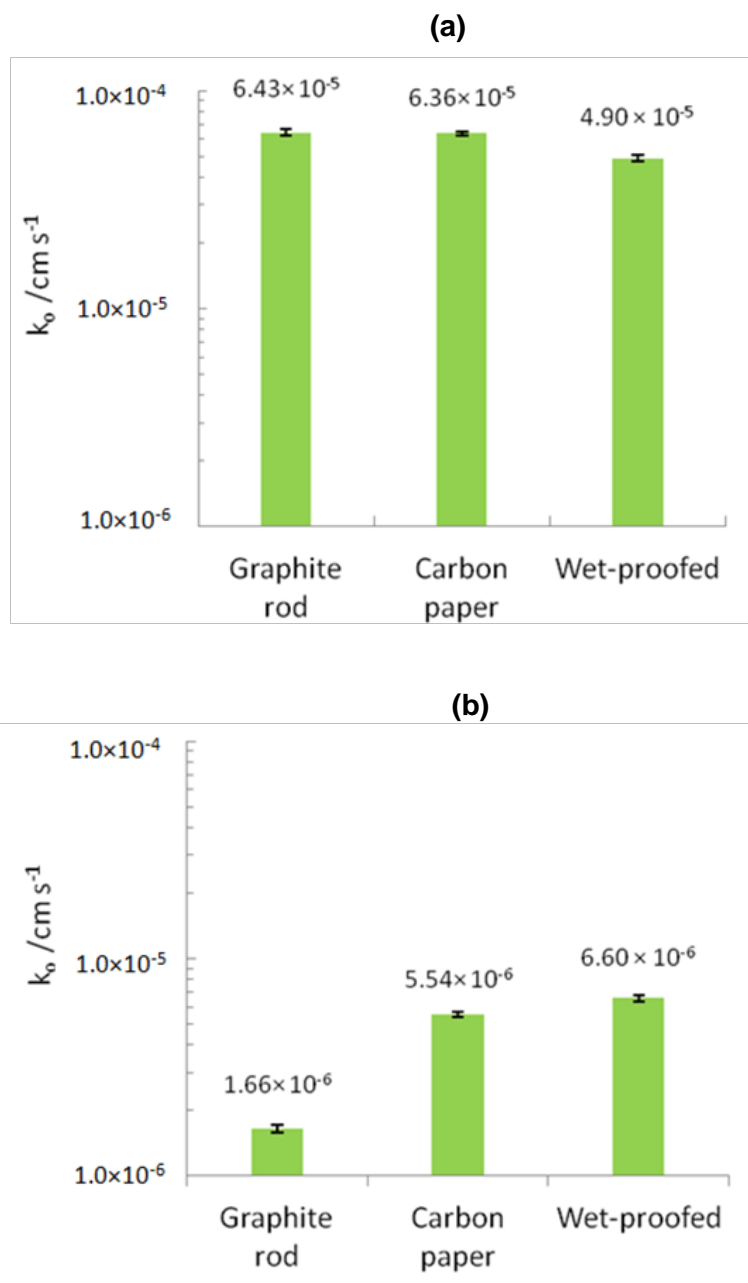 (a)
6.43×10⁻⁵
6.36×10⁻⁵
4.90 × 10⁻⁵
1.0×10⁻⁴
1.0×10⁻⁵
1.0×10⁻⁶
kₒ /cm s⁻¹
Graphite rod
Carbon paper
Wet-proofed
(b)
1.0×10⁻⁴
1.0×10⁻⁵
1.0×10⁻⁶
kₒ /cm s⁻¹
1.66×10⁻⁶
5.54×10⁻⁶
6.60 × 10⁻⁶
Graphite rod
Carbon paper
Wet-proofed